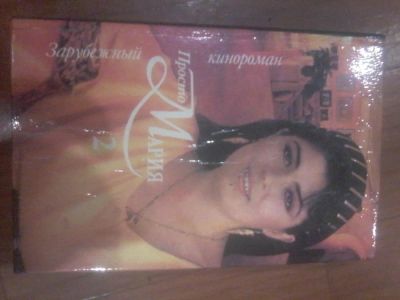 Зарубежный кинороман
Просто
Мария
2